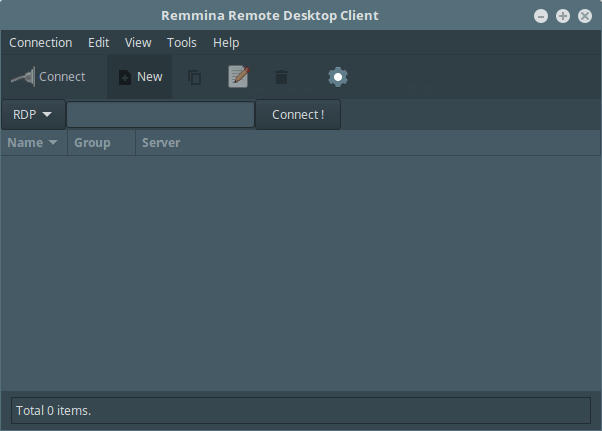 Remmina Remote Desktop Client
Connection Edit View Tools Help
Connect New
RDP Connect !
Name Group Server
Total 0 items.